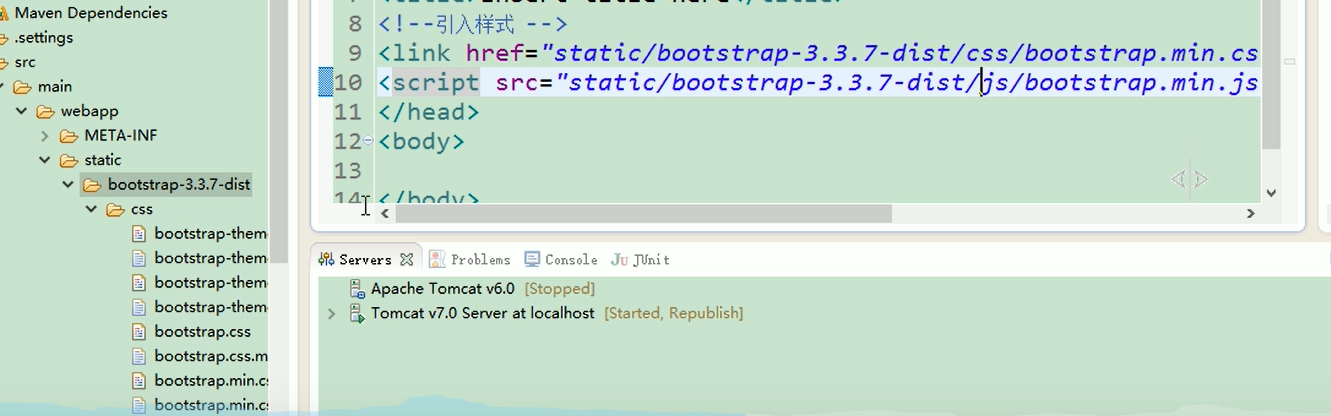 Maven Dependencies
.settings
src
main
webapp
META-INF
static
bootstrap-3.3.7-dist
css
bootstrap-them
bootstrap-them
bootstrap-them
bootstrap-them
bootstrap.css
bootstrap.css.m
bootstrap.min.cs
bootstrap.min.cs
8 <!--引入样式 -->
9 <link href="static/bootstrap-3.3.7-dist/css/bootstrap.min.cs
10 <script src="static/bootstrap-3.3.7-dist/js/bootstrap.min.js
11 </head>
12 <body>
13
14 </body>
Servers Problems Console JUnit
Apache Tomcat v6.0 [Stopped]
Tomcat v7.0 Server at localhost [Started, Republish]